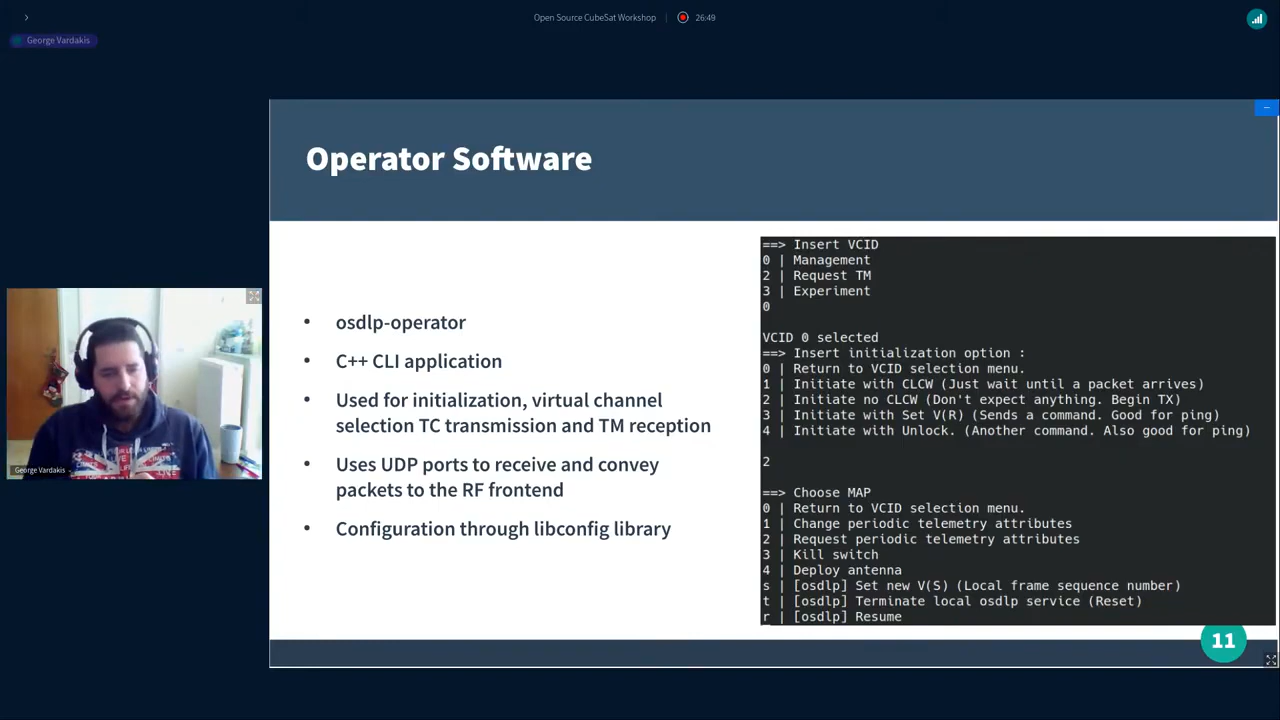 Open Source CubeSat Workshop
26:49
George Vardakis
Operator Software
• osdlp-operator
• C++ CLI application
• Used for initialization, virtual channel
selection TC transmission and TM reception
• Uses UDP ports to receive and convey
packets to the RF frontend
• Configuration through libconfig library
==> Insert VCID
0 | Management
2 | Request TM
3 | Experiment
0
VCID 0 selected
==> Insert initialization option :
0 | Return to VCID selection menu.
1 | Initiate with CLCW (Just wait until a packet arrives)
2 | Initiate no CLCW (Don't expect anything. Begin TX)
3 | Initiate with Set V(R) (Sends a command. Good for ping)
4 | Initiate with Unlock. (Another command. Also good for ping)
2
==> Choose MAP
0 | Return to VCID selection menu.
1 | Change periodic telemetry attributes
2 | Request periodic telemetry attributes
3 | Kill switch
4 | Deploy antenna
s | [osdlp] Set new V(S) (Local frame sequence number)
t | [osdlp] Terminate local osdlp service (Reset)
r | [osdlp] Resume
George Vardakis
11